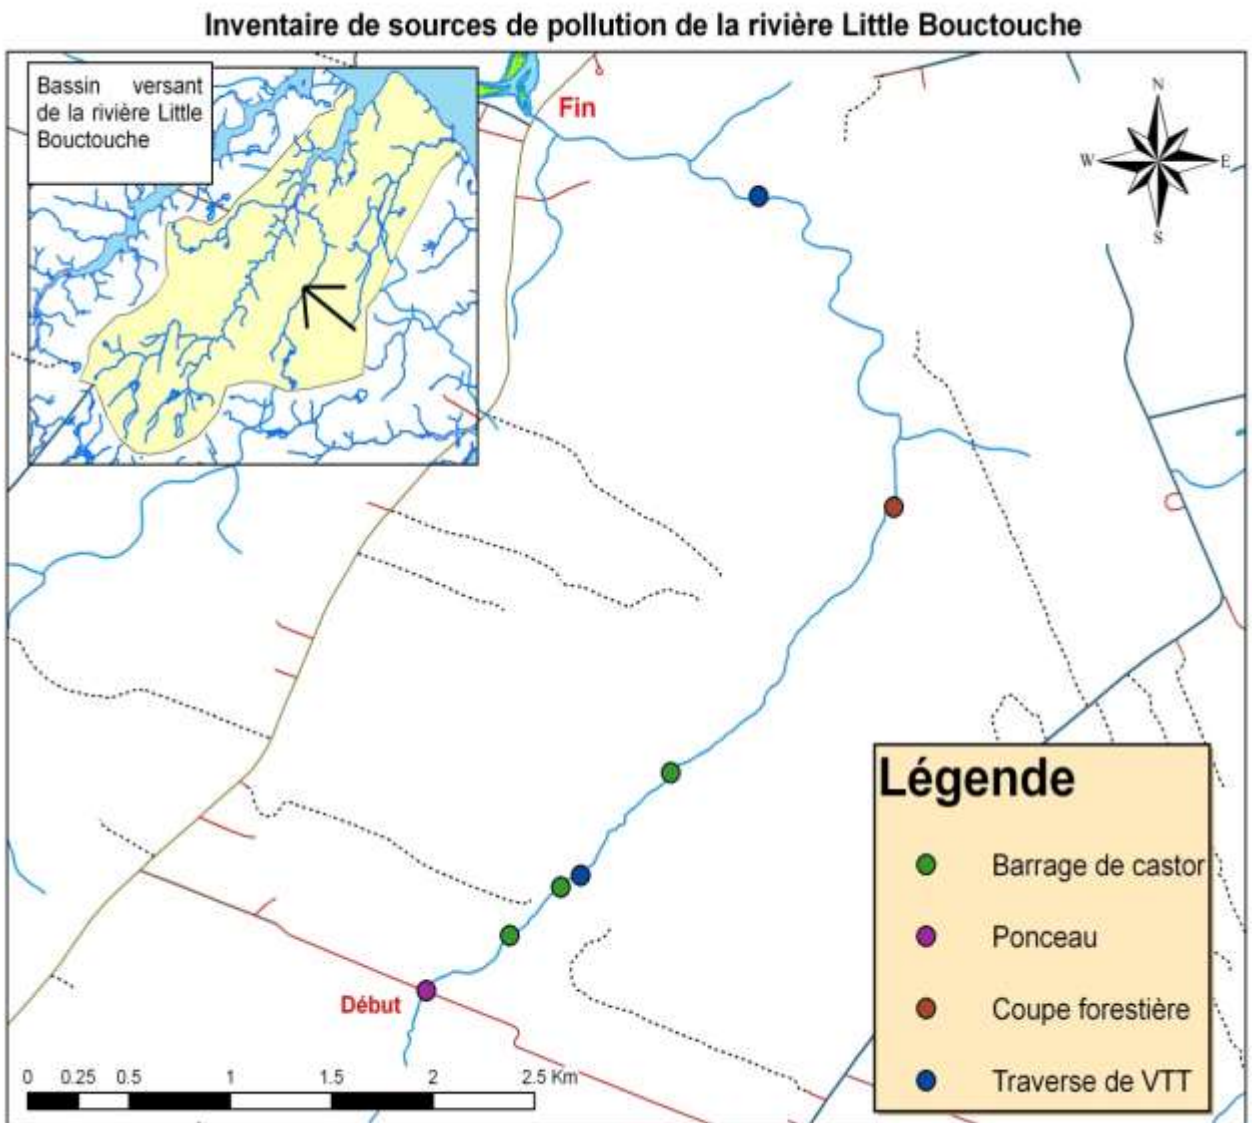 Inventaire de sources de pollution de la rivière Little Bouctouche
Bassin versant
de la rivière Little
Bouctouche
Fin
N
W
E
S
Légende
Barrage de castor
Ponceau
Coupe forestière
Traverse de VTT
Début
0 0.25 0.5 1 1.5 2 2.5 Km